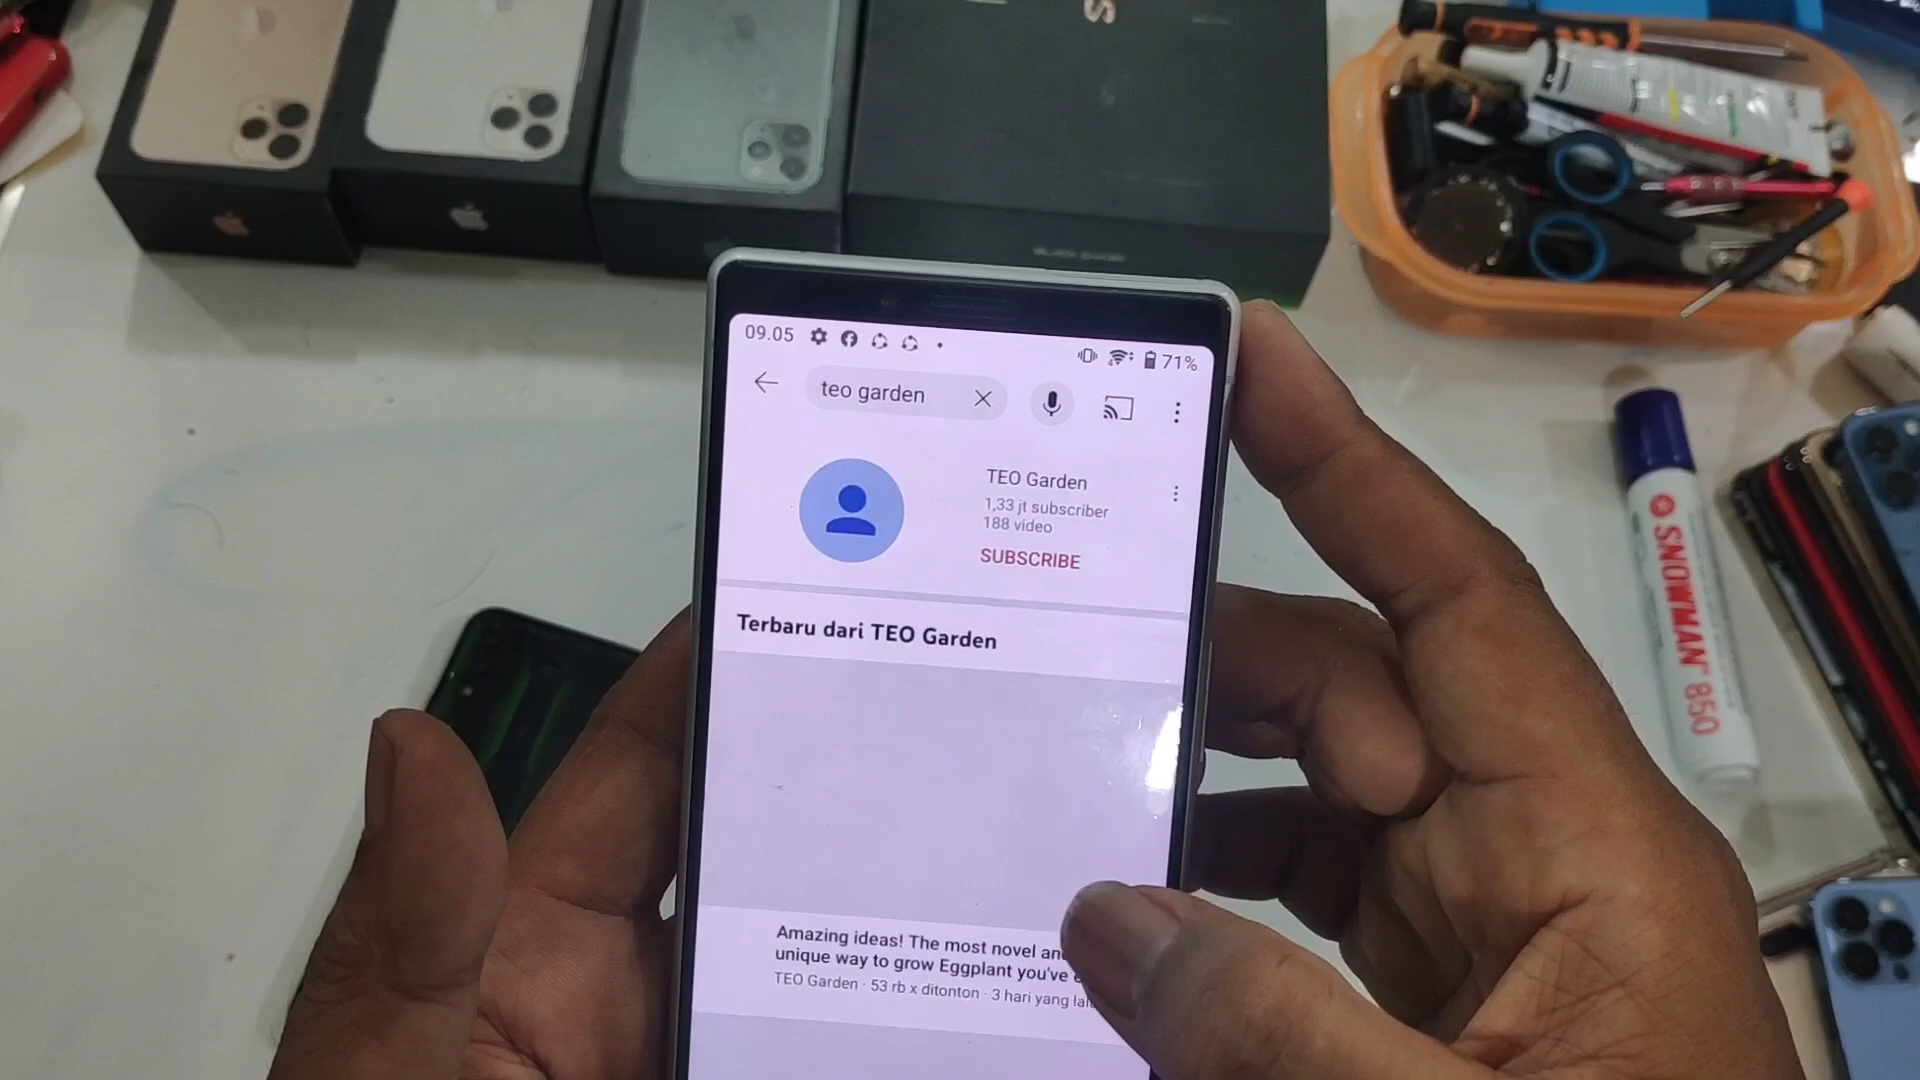 09.05
71%
teo garden
TEO Garden
1,33 jt subscriber
188 video
SUBSCRIBE
Terbaru dari TEO Garden
Amazing ideas! The most novel an
unique way to grow Eggplant you've
TEO Garden · 53 rb x ditonton · 3 hari yang la
SNOWMAN 850